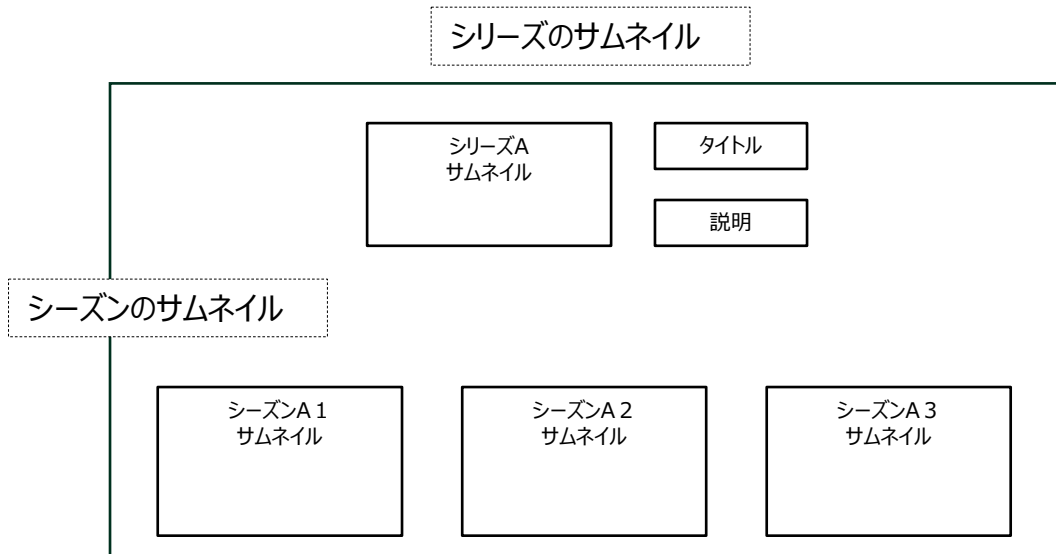 シリーズのサムネイル
シリーズA
サムネイル
タイトル
説明
シーズンのサムネイル
シーズンA１
サムネイル
シーズンA２
サムネイル
シーズンA３
サムネイル